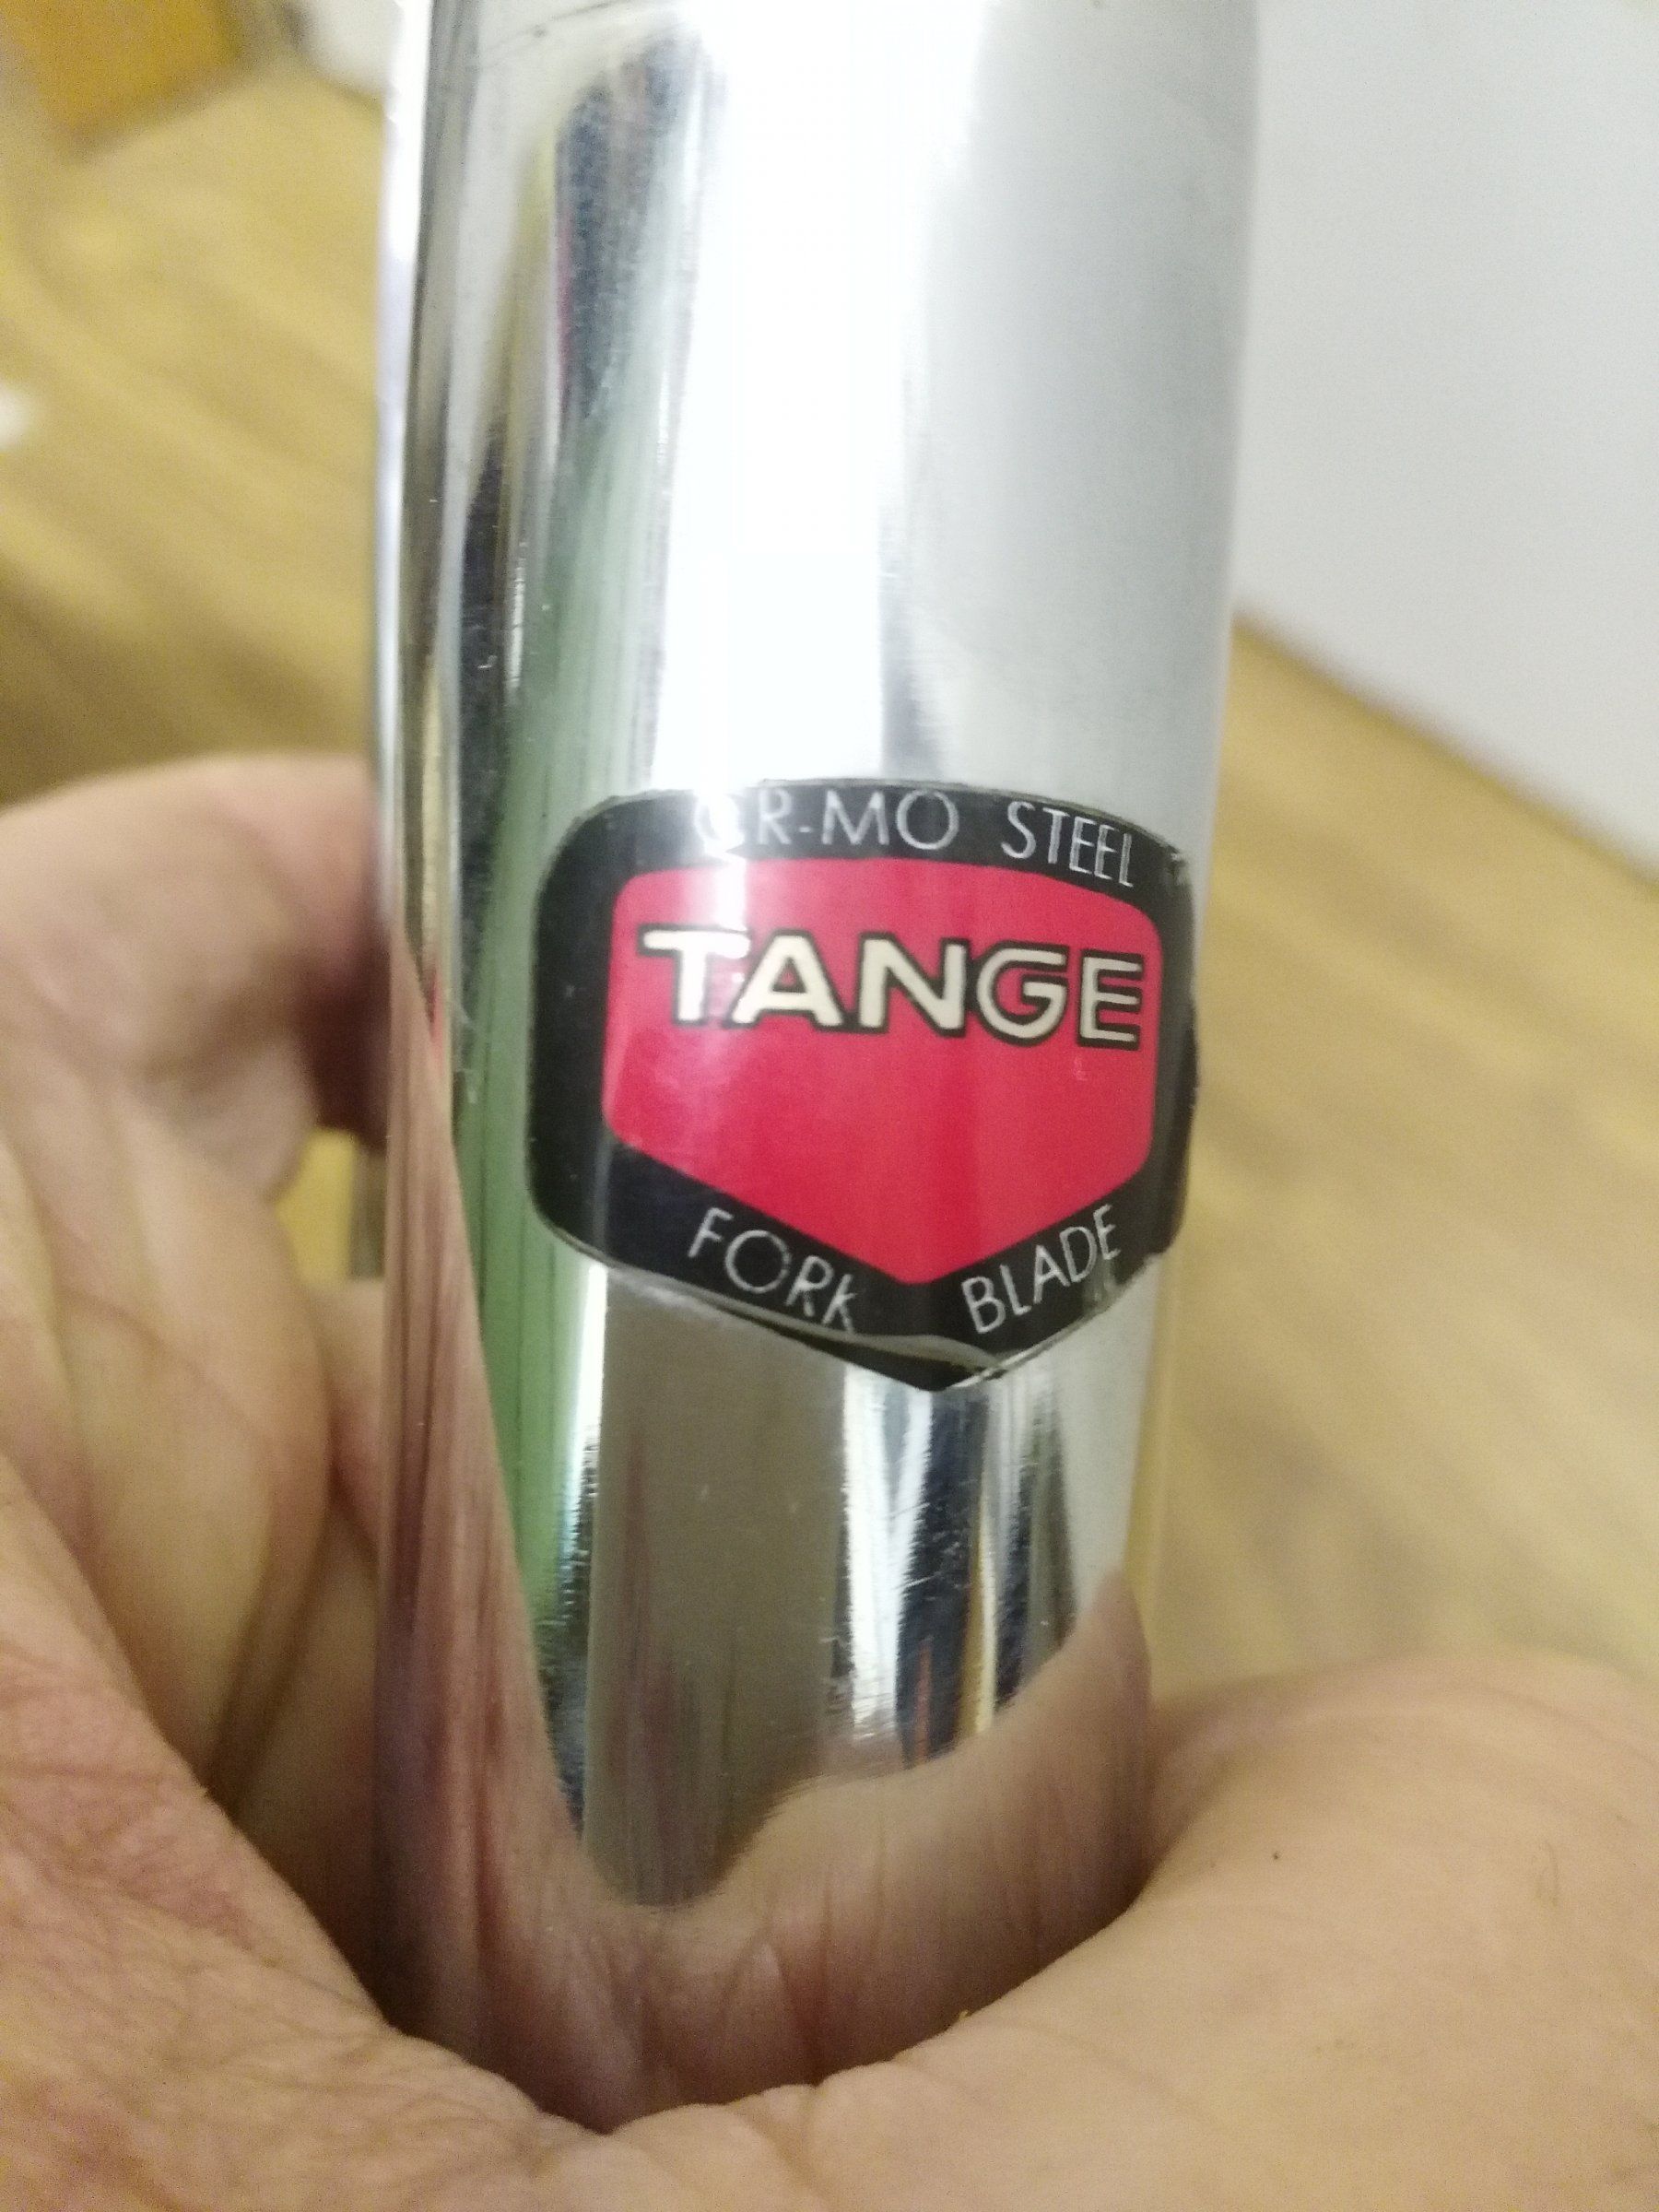 CR-MO STEEL
TANGE
FORK BLADE